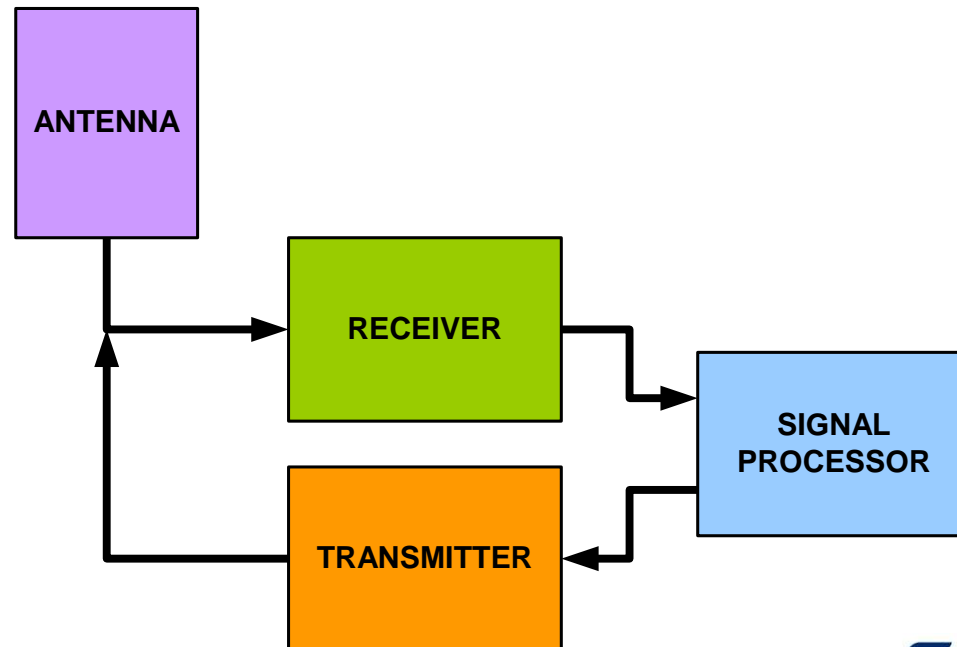 ANTENNA
RECEIVER
SIGNAL
PROCESSOR
TRANSMITTER